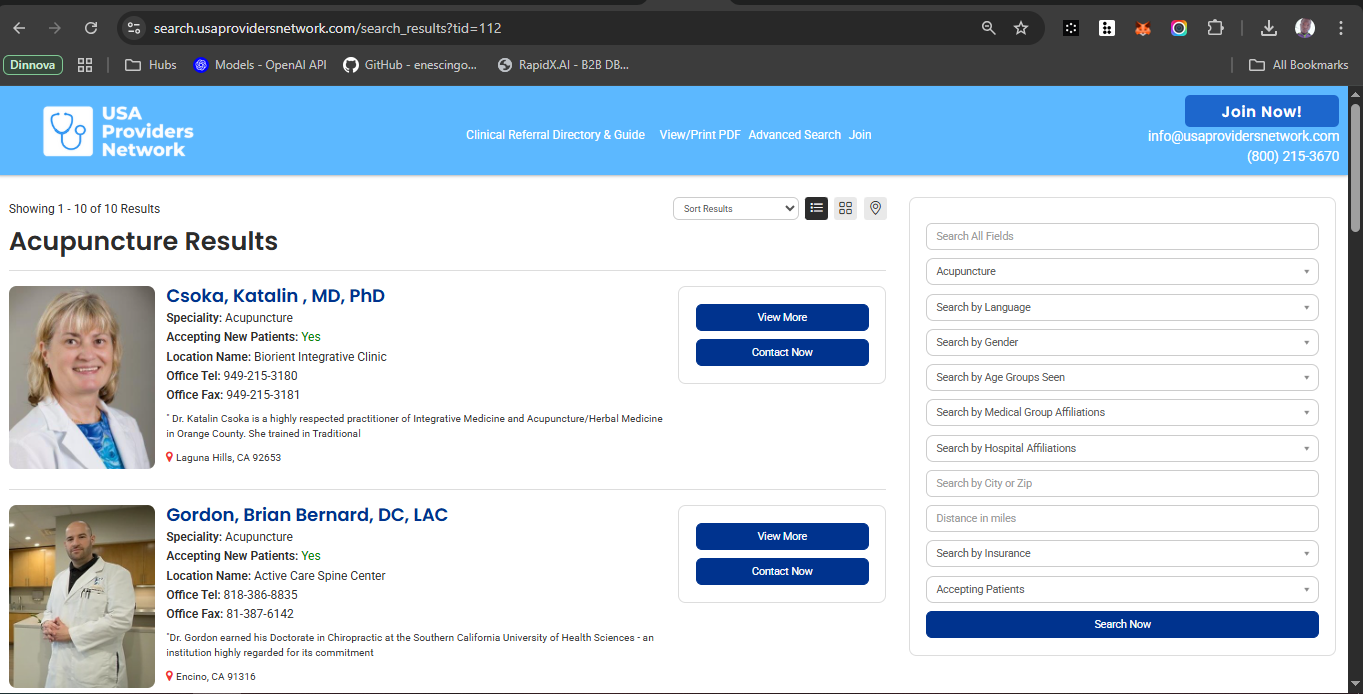 search.usaprovidersnetwork.com/search_results?tid=112
Dinnova
Hubs
Models - OpenAI API
GitHub - enescingo...
RapidX.AI - B2B DB...
All Bookmarks
USA
Providers
Network
Clinical Referral Directory & Guide
View/Print PDF
Advanced Search
Join
Join Now!
info@usaprovidersnetwork.com
(800) 215-3670
Showing 1 - 10 of 10 Results
Sort Results
Acupuncture Results
Csoka, Katalin , MD, PhD
Speciality: Acupuncture
Accepting New Patients: Yes
Location Name: Biorient Integrative Clinic
Office Tel: 949-215-3180
Office Fax: 949-215-3181
* Dr. Katalin Csoka is a highly respected practitioner of Integrative Medicine and Acupuncture/Herbal Medicine
in Orange County. She trained in Traditional
Laguna Hills, CA 92653
View More
Contact Now
Gordon, Brian Bernard, DC, LAC
Speciality: Acupuncture
Accepting New Patients: Yes
Location Name: Active Care Spine Center
Office Tel: 818-386-8835
Office Fax: 81-387-6142
*Dr. Gordon earned his Doctorate in Chiropractic at the Southern California University of Health Sciences - an
institution highly regarded for its commitment
Encino, CA 91316
View More
Contact Now
Search All Fields
Acupuncture
Search by Language
Search by Gender
Search by Age Groups Seen
Search by Medical Group Affiliations
Search by Hospital Affiliations
Search by City or Zip
Distance in miles
Search by Insurance
Accepting Patients
Search Now